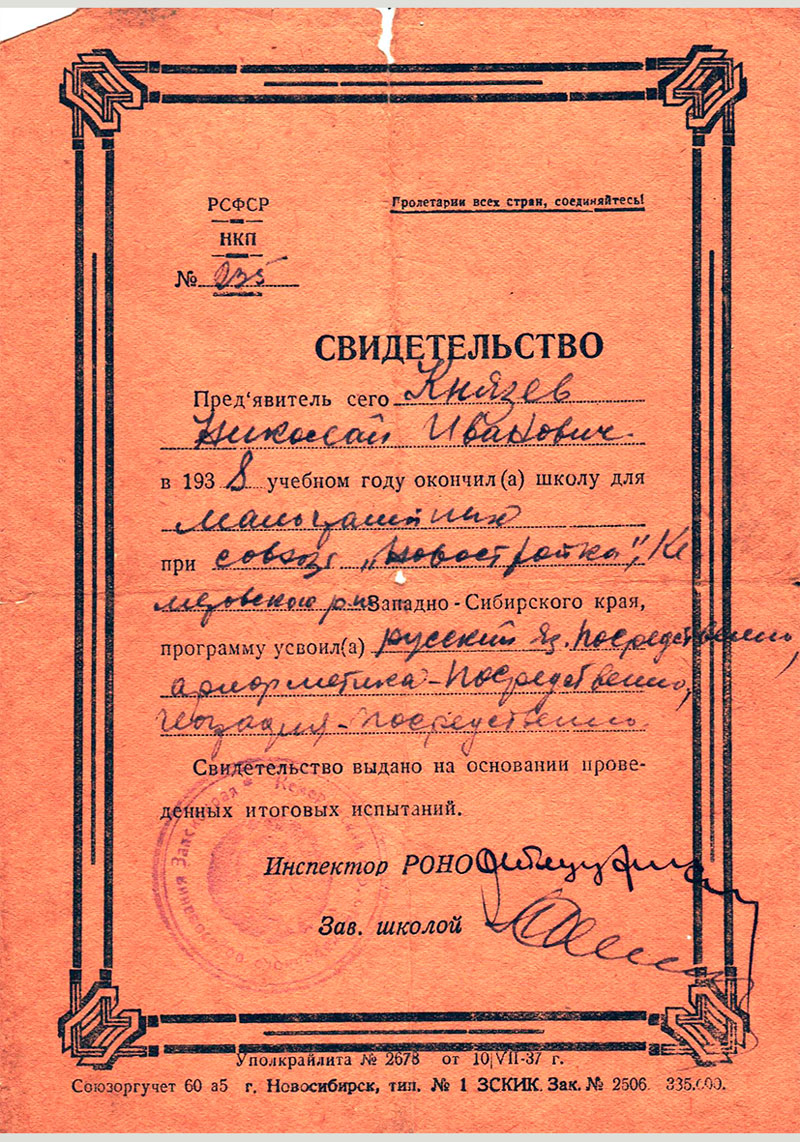 РСФСР
НКП
№ 235
Пролетарии всех стран, соединяйтесь!
СВИДЕТЕЛЬСТВО
Пред'явитель сего Князев
Николай Иванович
в 1938 учебном году окончил(а) школу для
малограмотных
при совхозе „Новостройка", Ке
меровского р-на Западно-Сибирского края,
программу усвоил(а) русский яз. посредственно,
арифметика - посредственно,
География - посредственно.
Свидетельство выдано на основании прове-
денных итоговых испытаний.
Инспектор РОНО
Зав. школой
Уполкрайлита № 2678 от 10|VII-37 г.
Союзоргучет 60 а5 г. Новосибирск, тип. № 1 ЗСКИК. Зак. № 2506. 335.000.